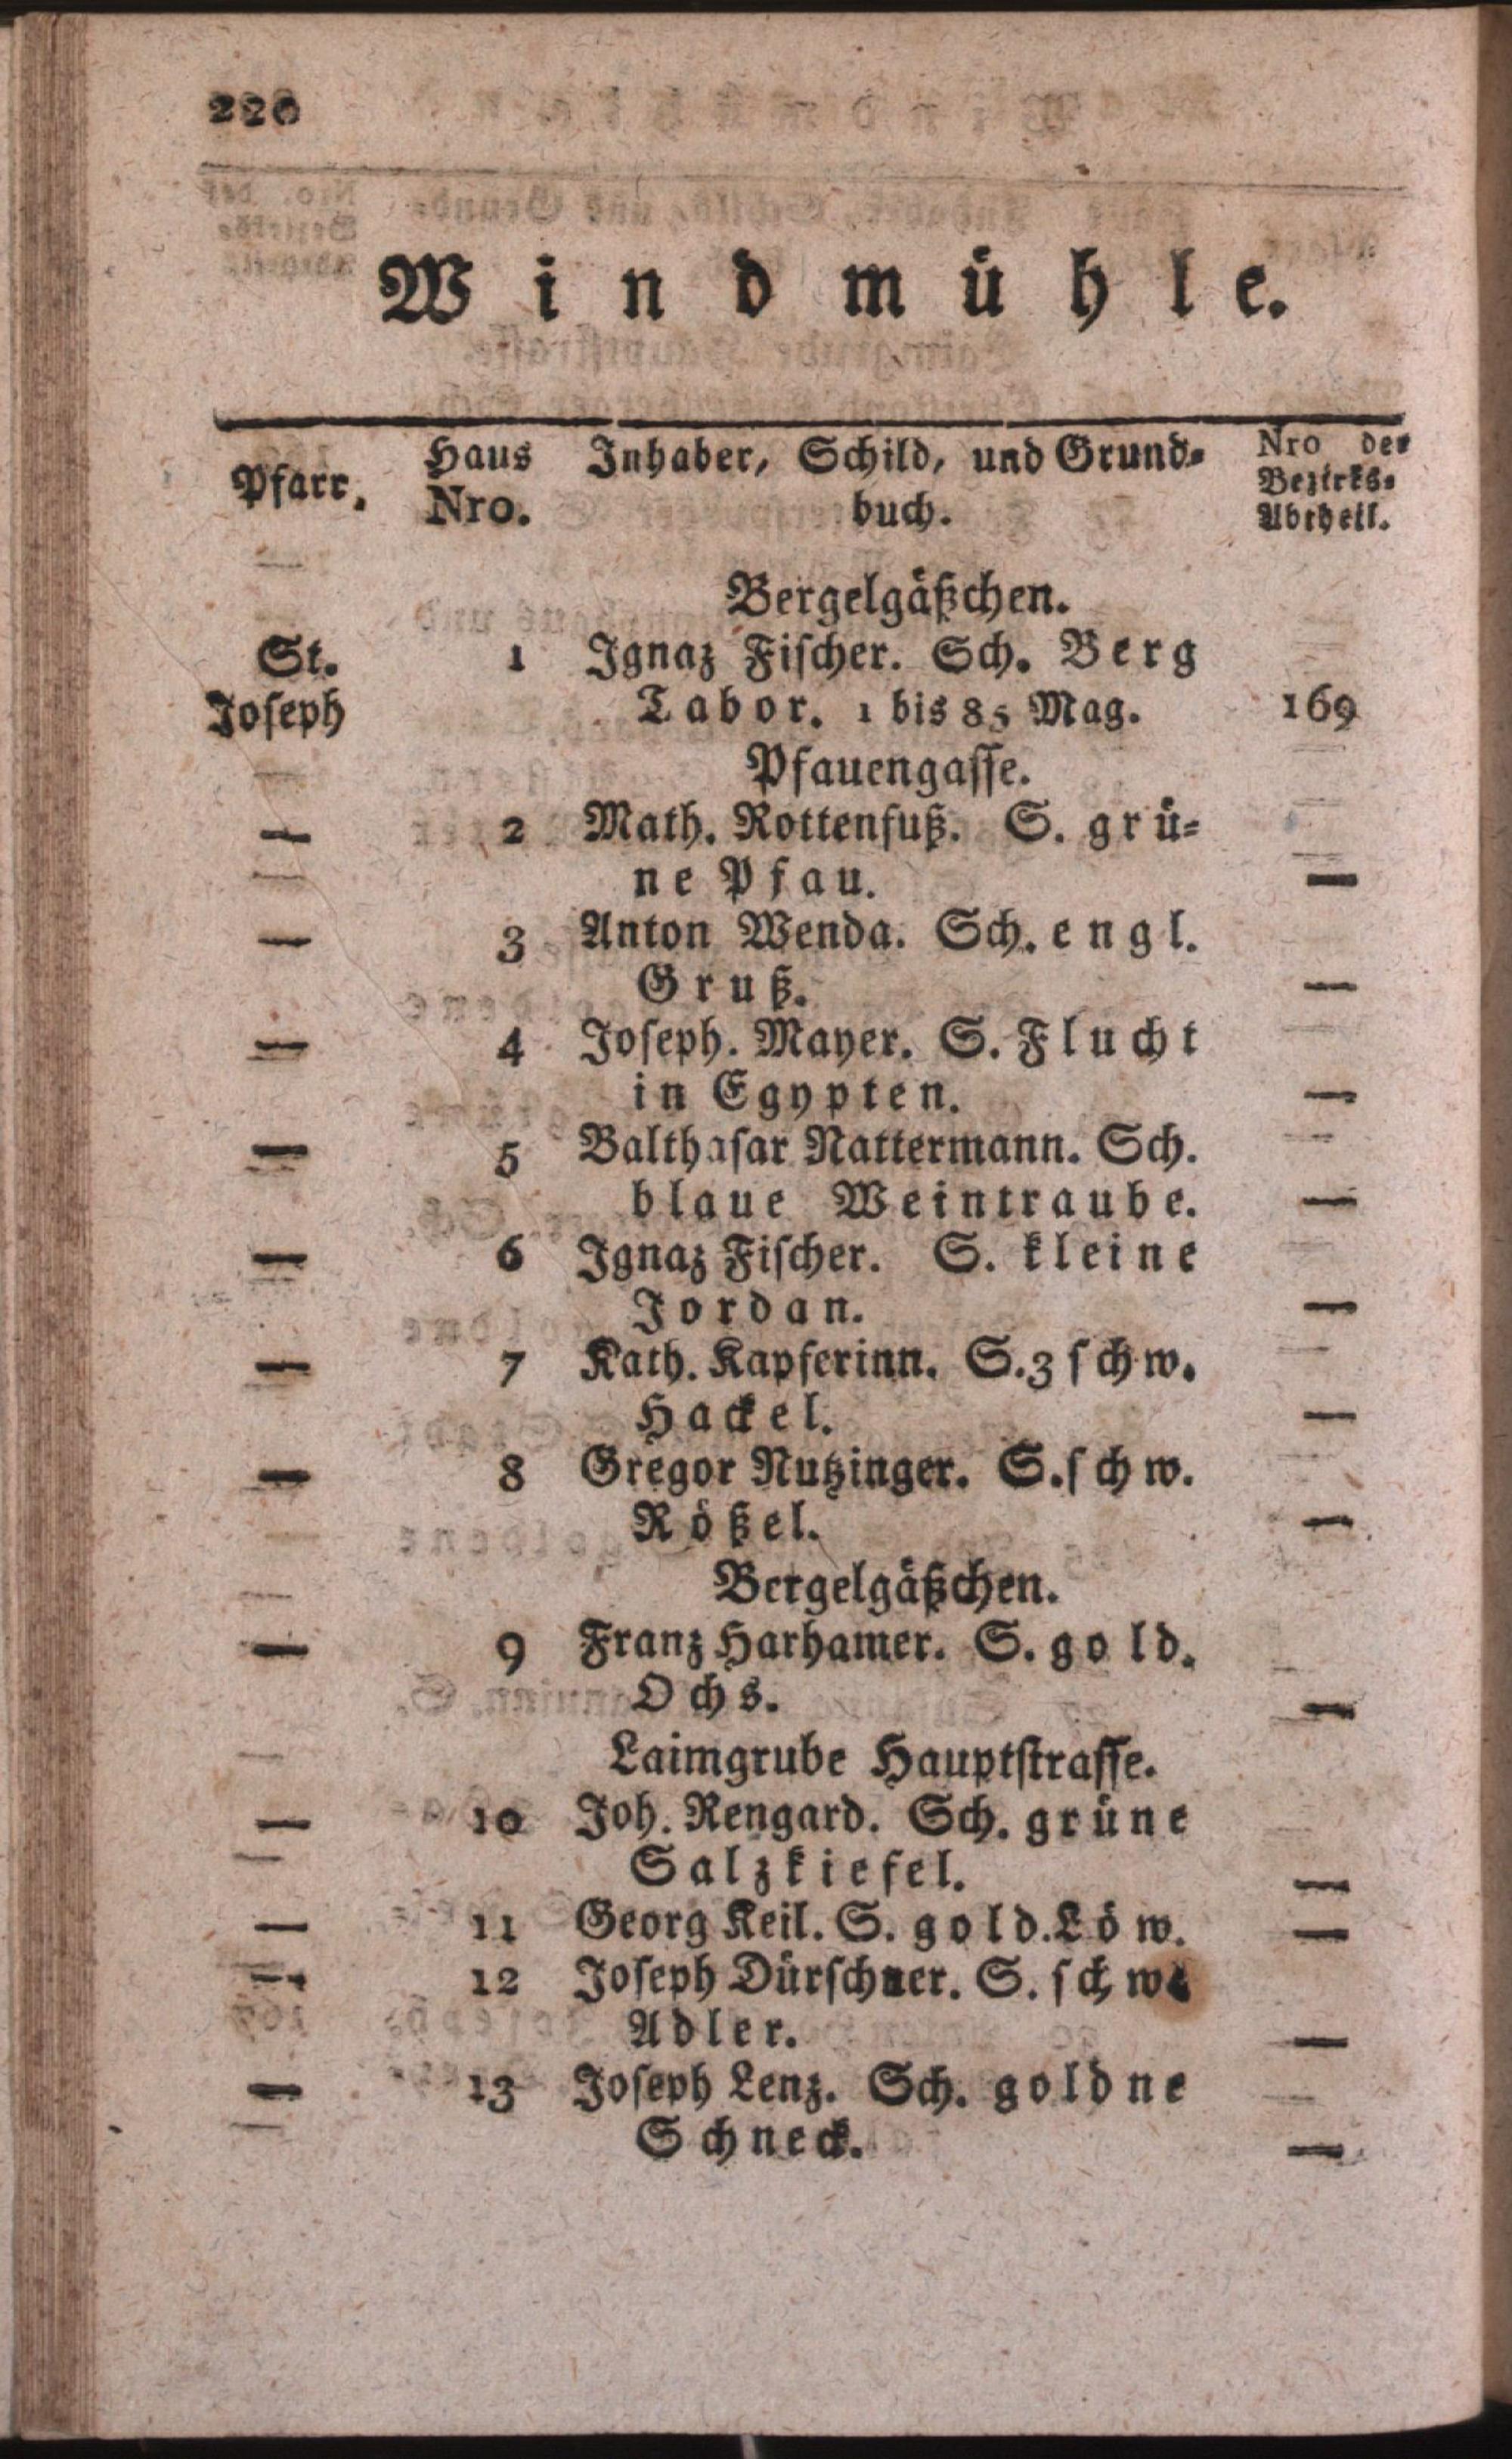 220
Windmühle.
Pfarr. Haus Nro. Inhaber, Schild, und Grund-
buch. Nro der Bezirks-Abtheil.
Bergelgäßchen.
St. 1 Ignaz Fischer. Sch. Berg
Joseph Tabor. 1 bis 85 Mag. 169
Pfauengasse.
— 2 Math. Rottenfuß. S. grü-
ne Pfau. —
— 3 Anton Wenda. Sch. engl.
Gruß. —
— 4 Joseph. Mayer. S. Flucht
in Egypten. —
— 5 Balthasar Nattermann. Sch.
blaue Weintraube. —
— 6 Ignaz Fischer. S. kleine
Jordan. —
— 7 Kath. Kapferinn. S. 3 schw.
Hackel. —
— 8 Gregor Nutzinger. S. schw.
Rößel. —
Bergelgäßchen.
— 9 Franz Harhamer. S. gold.
Ochs. —
Laimgrube Hauptstrasse.
— 10 Joh. Rengard. Sch. grüne
Salzkiefel. —
— 11 Georg Keil. S. gold. Löw. —
— 12 Joseph Dürschner. S. schw.
Adler. —
— 13 Joseph Lenz. Sch. goldne
Schneck. —